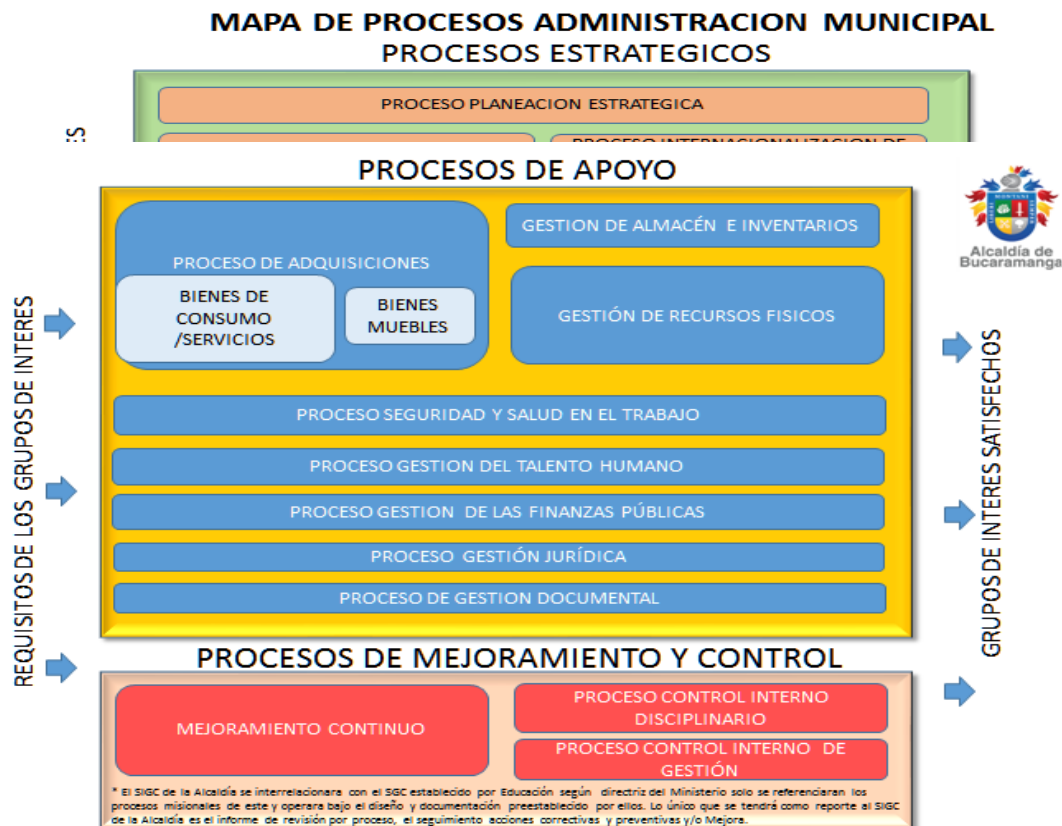 MAPA DE PROCESOS ADMINISTRACION MUNICIPAL
PROCESOS ESTRATEGICOS
PROCESO PLANEACION ESTRATEGICA
PROCESO INTERNACIONALIZACION DE
ES
PROCESOS DE APOYO
PROCESO DE ADQUISICIONES
BIENES DE
CONSUMO
/SERVICIOS
BIENES
MUEBLES
GESTION DE ALMACÉN E INVENTARIOS
GESTIÓN DE RECURSOS FISICOS
Alcaldía de
Bucaramanga
PROCESO SEGURIDAD Y SALUD EN EL TRABAJO
PROCESO GESTION DEL TALENTO HUMANO
PROCESO GESTION DE LAS FINANZAS PÚBLICAS
PROCESO GESTIÓN JURÍDICA
PROCESO DE GESTION DOCUMENTAL
REQUISITOS DE LOS GRUPOS DE INTERES
GRUPOS DE INTERES SATISFECHOS
PROCESOS DE MEJORAMIENTO Y CONTROL
MEJORAMIENTO CONTINUO
PROCESO CONTROL INTERNO
DISCIPLINARIO
PROCESO CONTROL INTERNO DE
GESTIÓN
* El SIGC de la Alcaldía se interrelacionara con el SGC establecido por Educación según directriz del Ministerio solo se referenciaran los
procesos misionales de este y operara bajo el diseño y documentación preestablecido por ellos. Lo único que se tendrá como reporte al SIGC
de la Alcaldía es el informe de revisión por proceso, el seguimiento acciones correctivas y preventivas y/o Mejora.